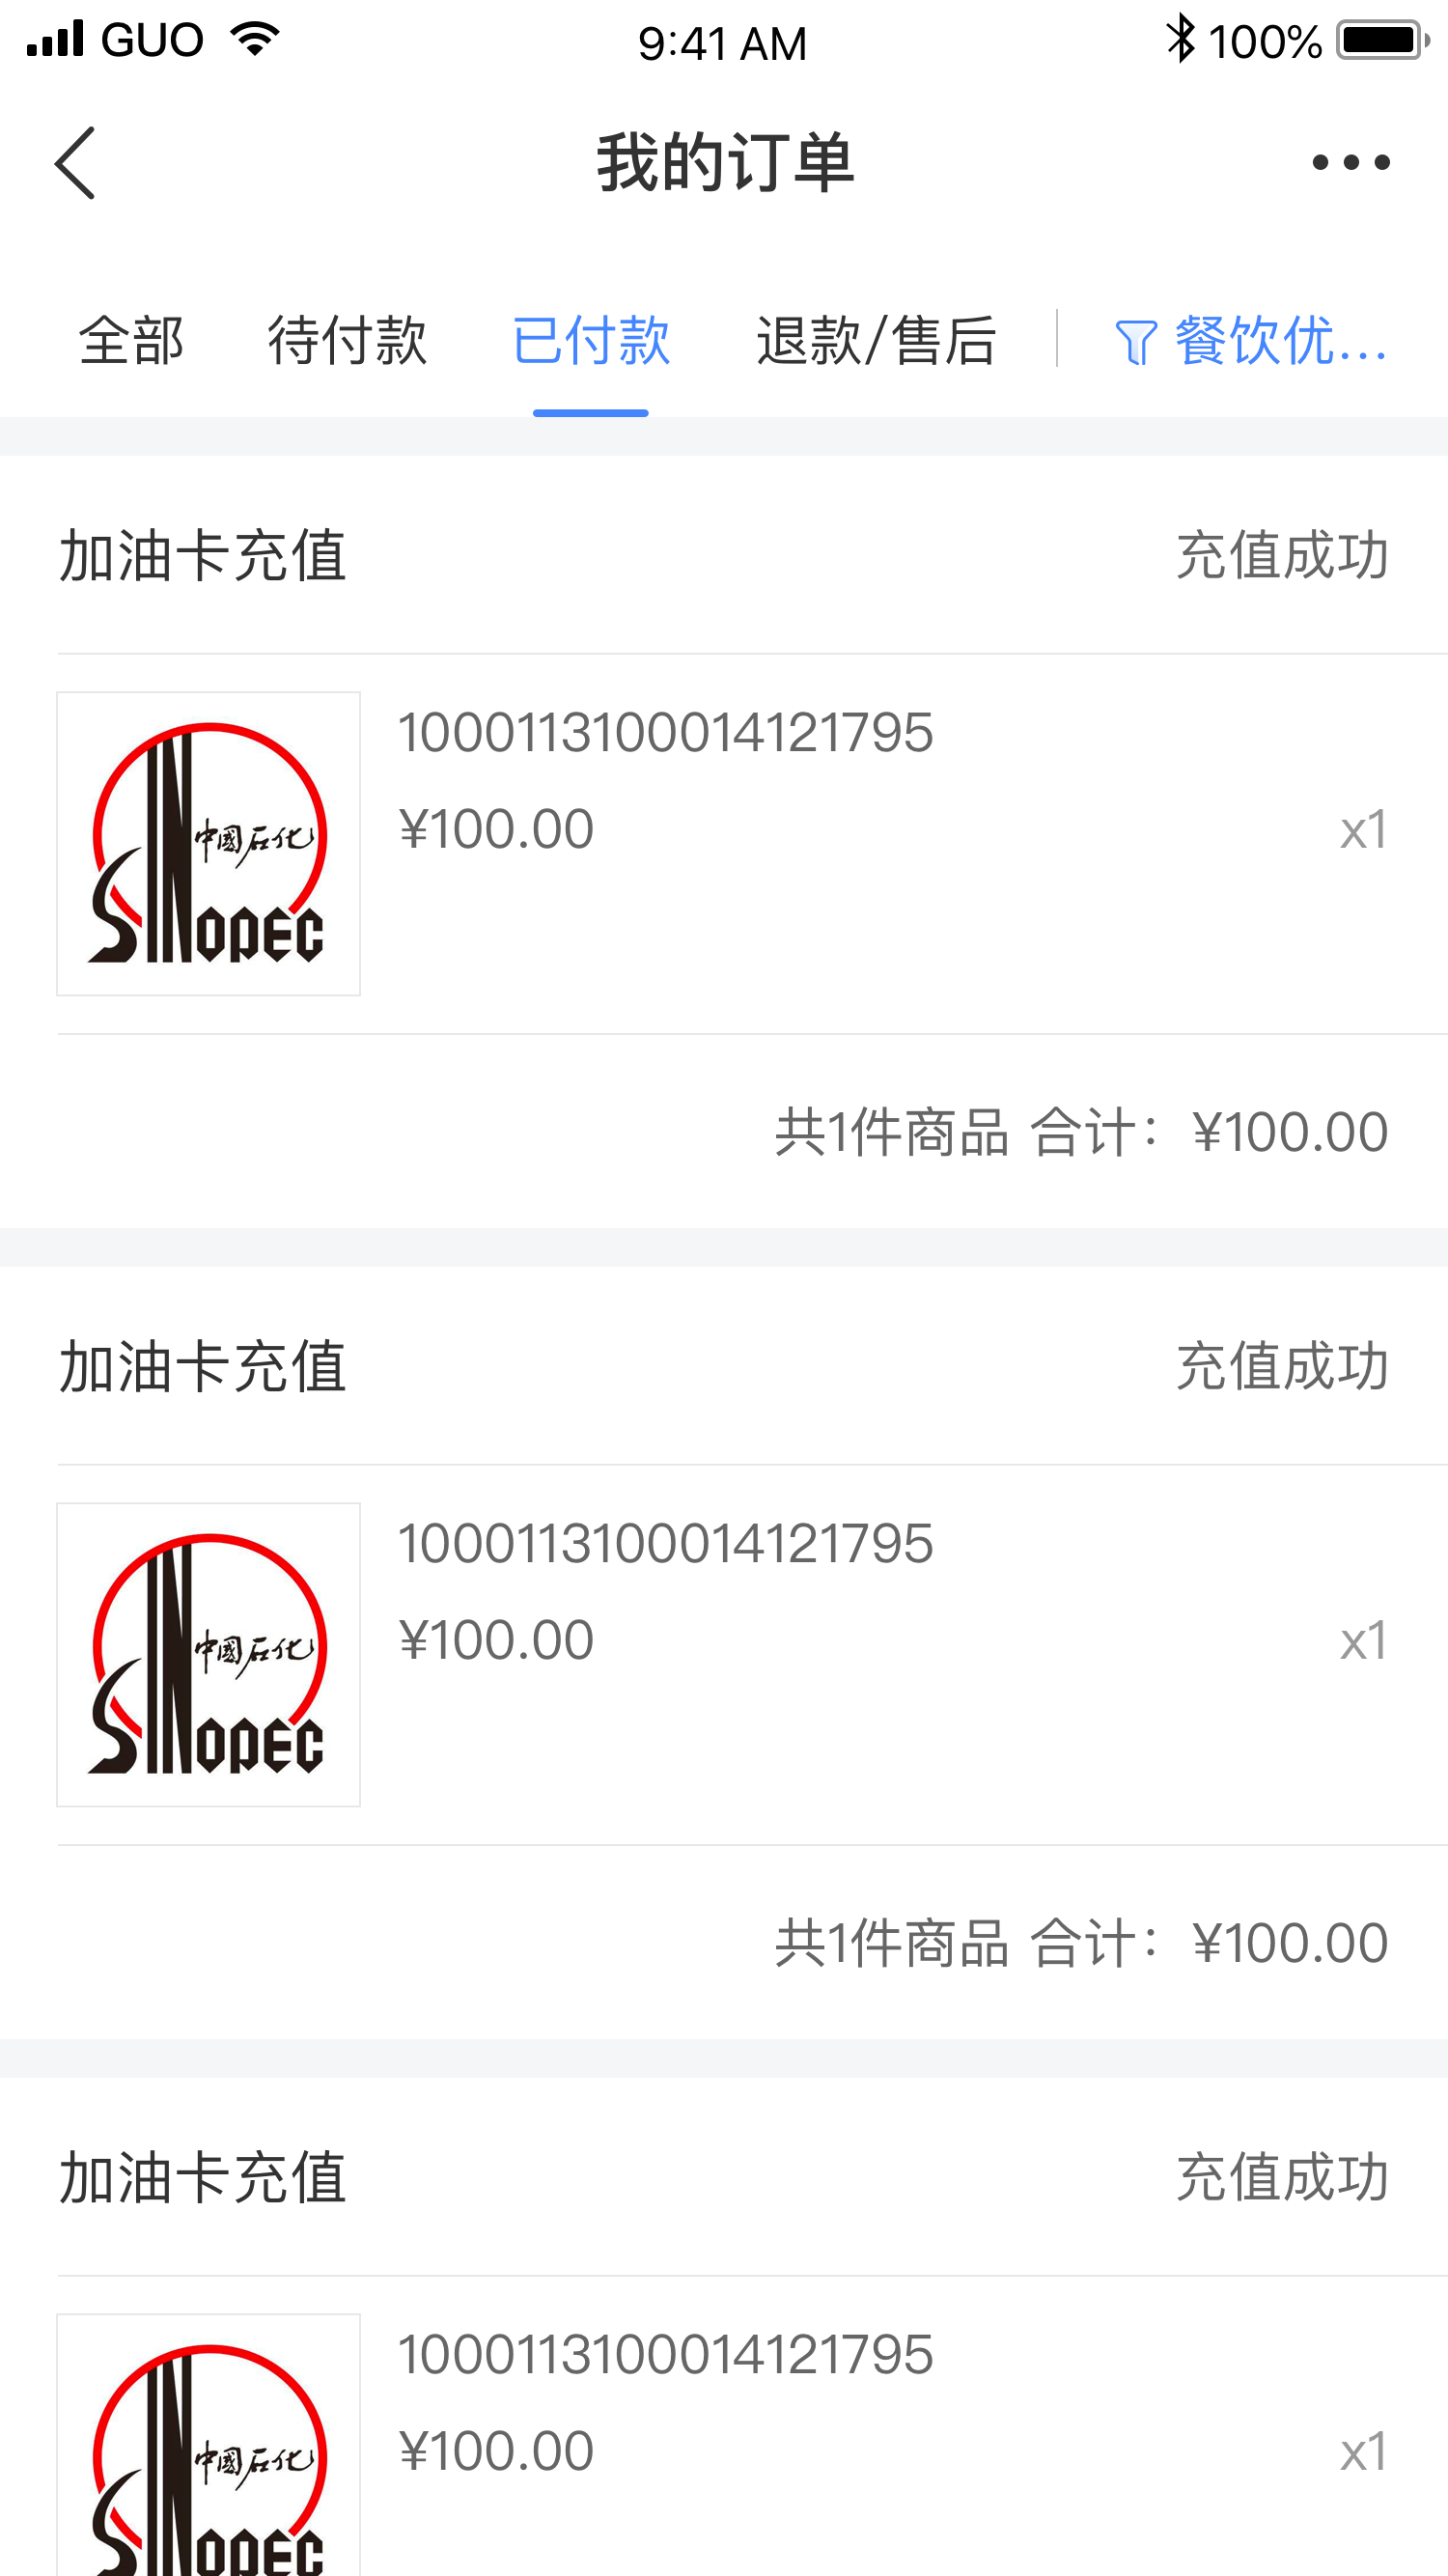 GUO 9:41 AM 100%
我的订单
全部 待付款 已付款 退款/售后 餐饮优...
加油卡充值 充值成功
中國石化
SINOPEC
1000113100014121795
¥100.00 x1
共1件商品 合计：¥100.00
加油卡充值 充值成功
中國石化
SINOPEC
1000113100014121795
¥100.00 x1
共1件商品 合计：¥100.00
加油卡充值 充值成功
中國石化
SINOPEC
1000113100014121795
¥100.00 x1